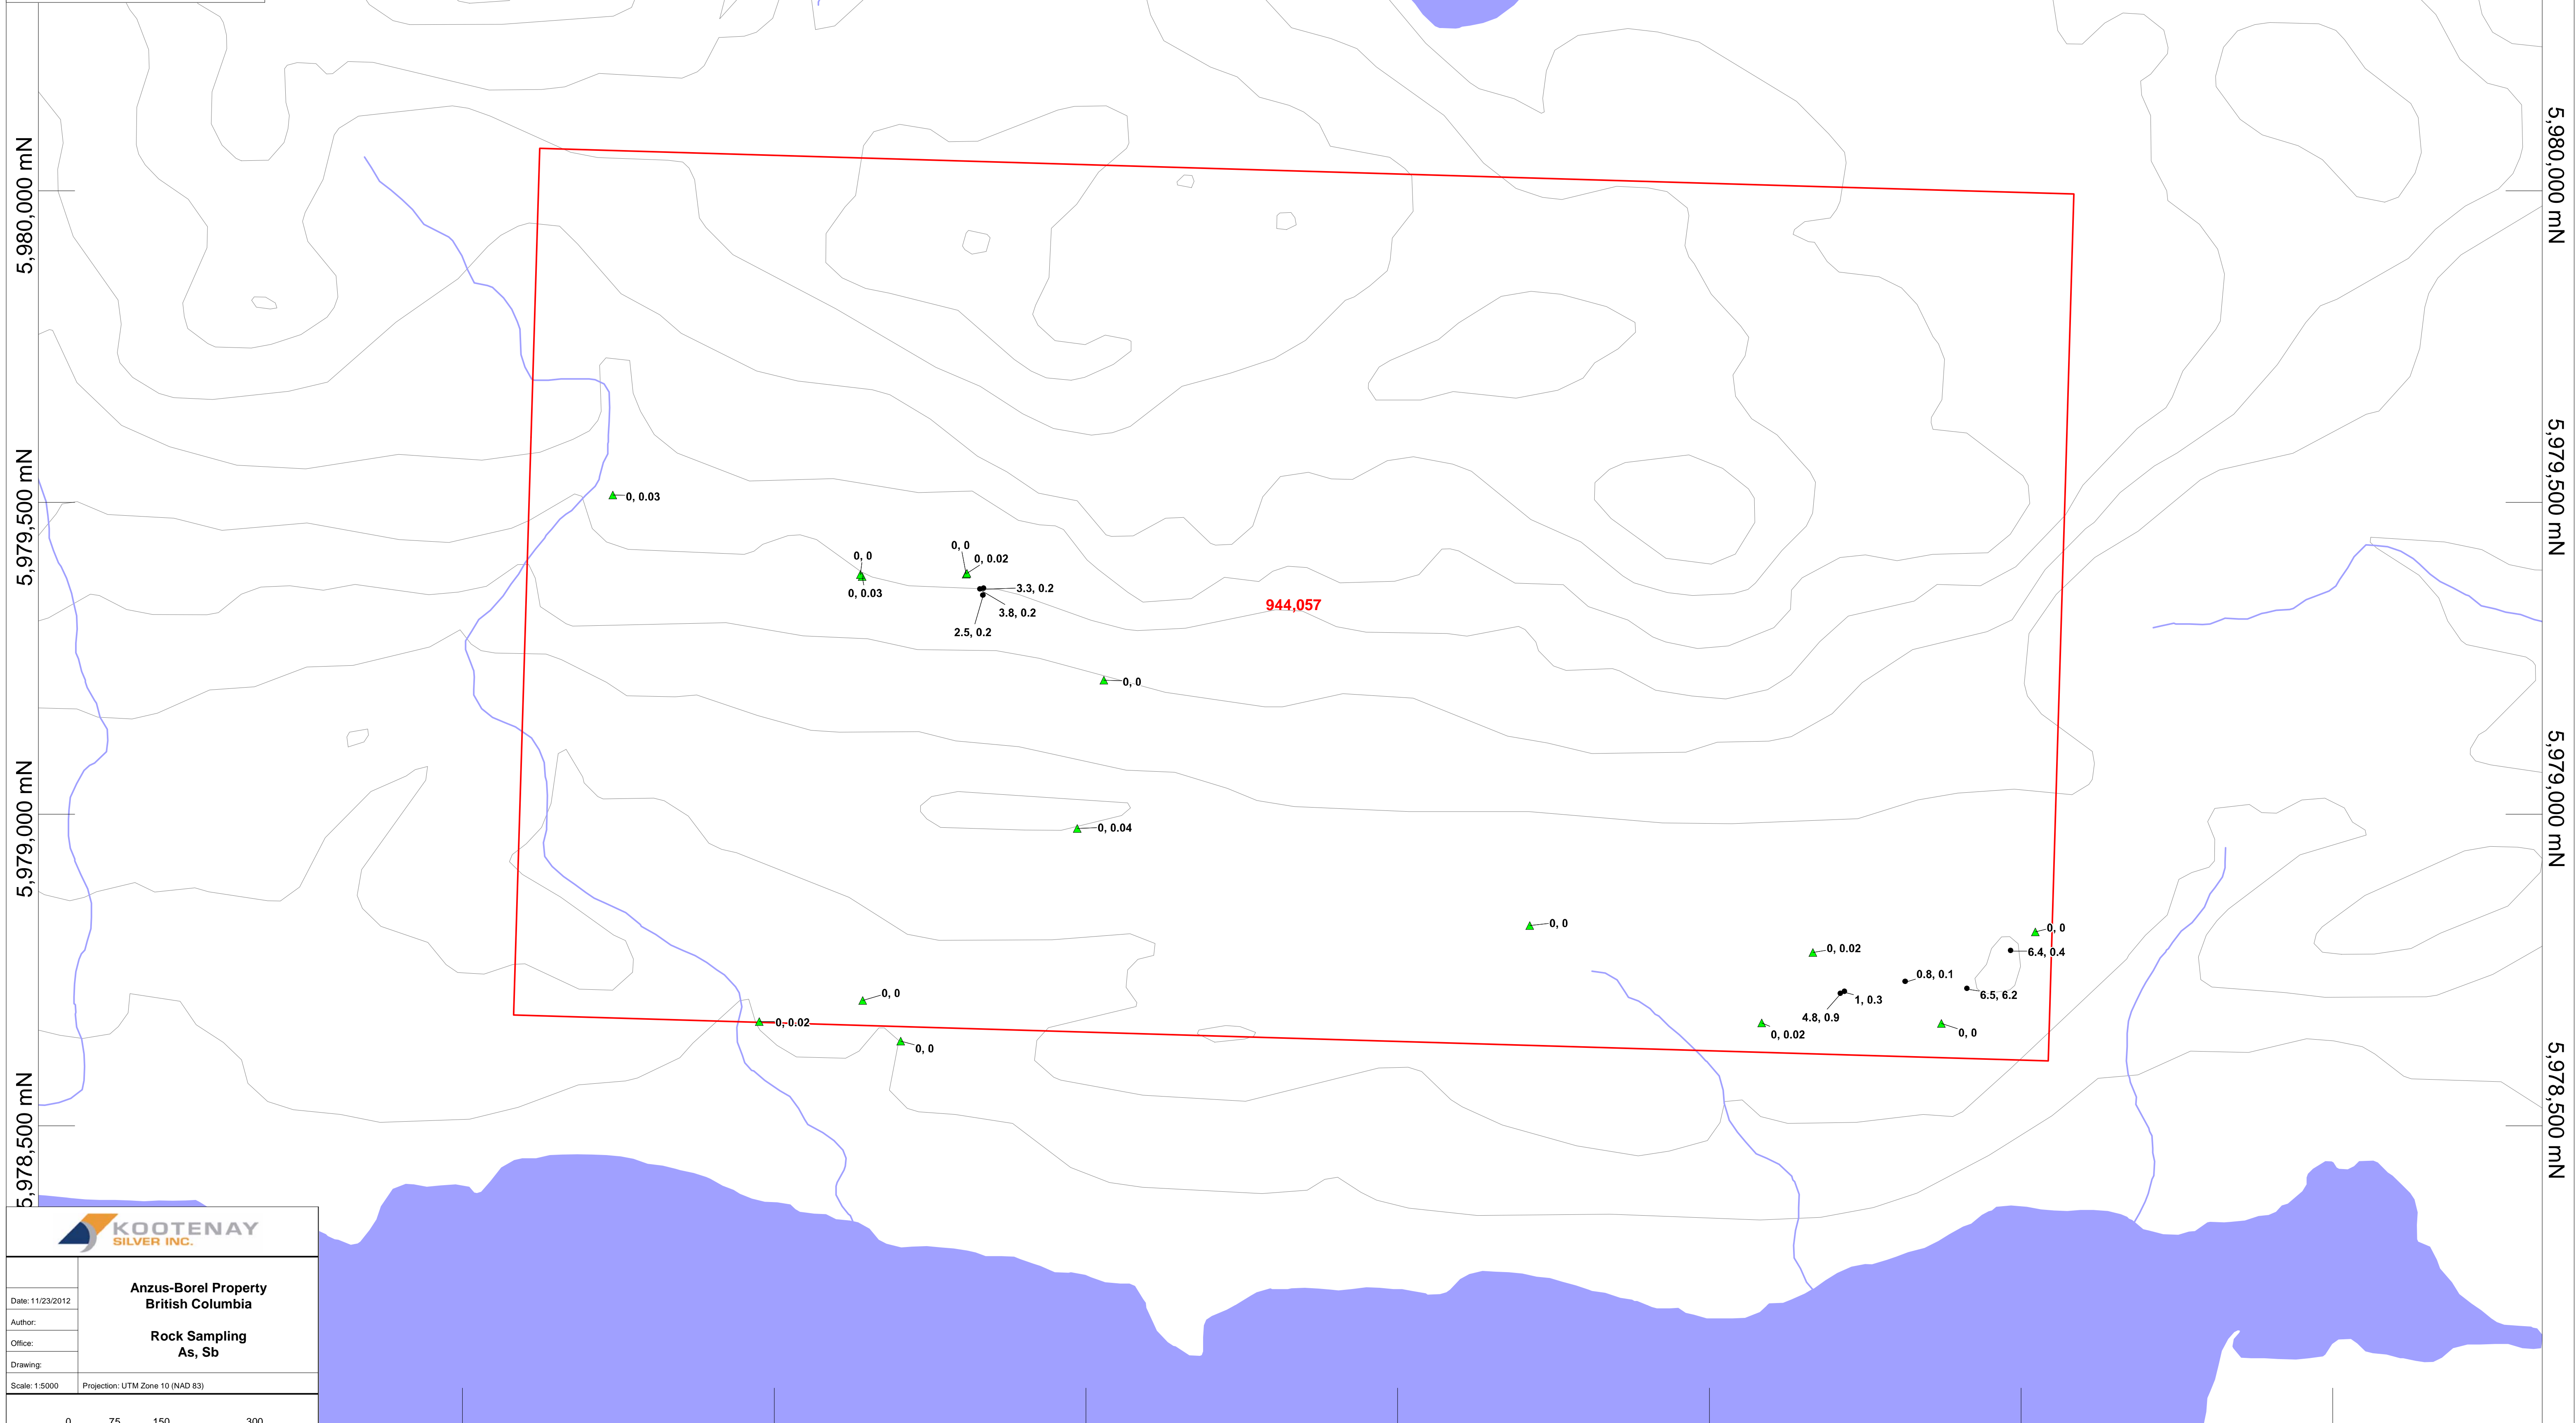 5,980,000 mN
5,980,000 mN
5,979,500 mN
5,979,500 mN
0, 0.03
0, 0
0, 0.03
0, 0
0, 0.02
3.3, 0.2
3.8, 0.2
2.5, 0.2
944,057
0, 0
5,979,000 mN
5,979,000 mN
0, 0.04
0, 0
0, 0.02
0, 0
6.4, 0.4
0.8, 0.1
6.5, 6.2
1, 0.3
4.8, 0.9
0, 0.02
0, 0
0, 0
0, 0.02
0, 0
5,978,500 mN
5,978,500 mN
KOOTENAY
SILVER INC.
Anzus-Borel Property
British Columbia
Rock Sampling
As, Sb
Date: 11/23/2012
Author:
Office:
Drawing:
Scale: 1:5000
Projection: UTM Zone 10 (NAD 83)
0 75 150 300